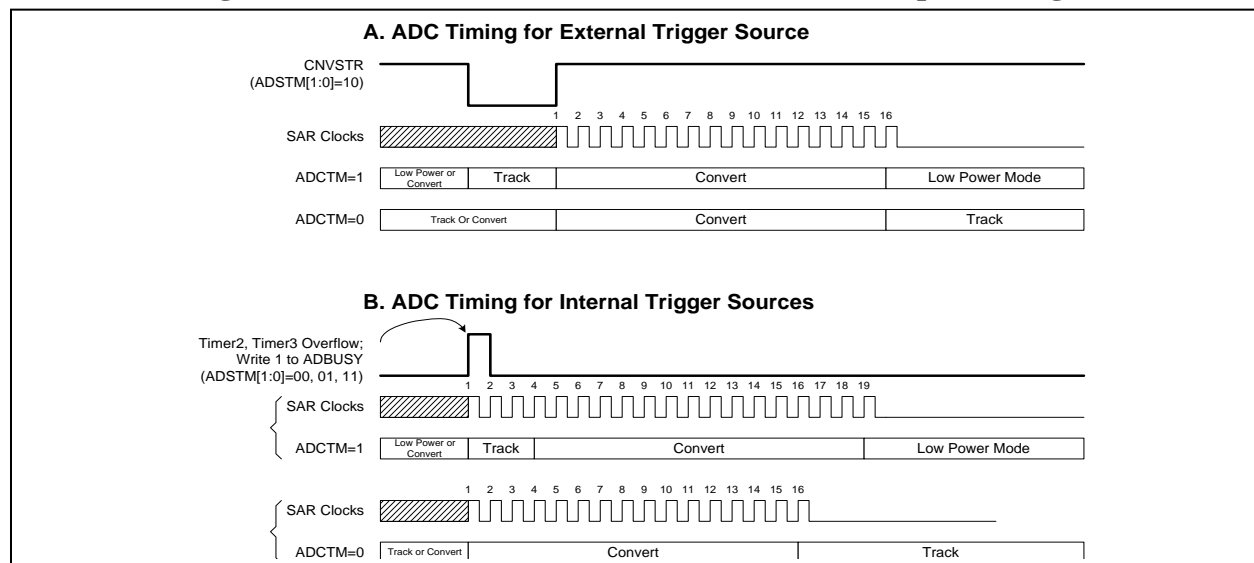 A. ADC Timing for External Trigger Source
CNVSTR
(ADSTM[1:0]=10)
1 2 3 4 5 6 7 8 9 10 11 12 13 14 15 16
SAR Clocks
ADCTM=1 Low Power or Convert Track Convert Low Power Mode
ADCTM=0 Track Or Convert Convert Track
B. ADC Timing for Internal Trigger Sources
Timer2, Timer3 Overflow;
Write 1 to ADBUSY
(ADSTM[1:0]=00, 01, 11)
1 2 3 4 5 6 7 8 9 10 11 12 13 14 15 16 17 18 19
SAR Clocks
ADCTM=1 Low Power or Convert Track Convert Low Power Mode
1 2 3 4 5 6 7 8 9 10 11 12 13 14 15 16
SAR Clocks
ADCTM=0 Track or Convert Convert Track